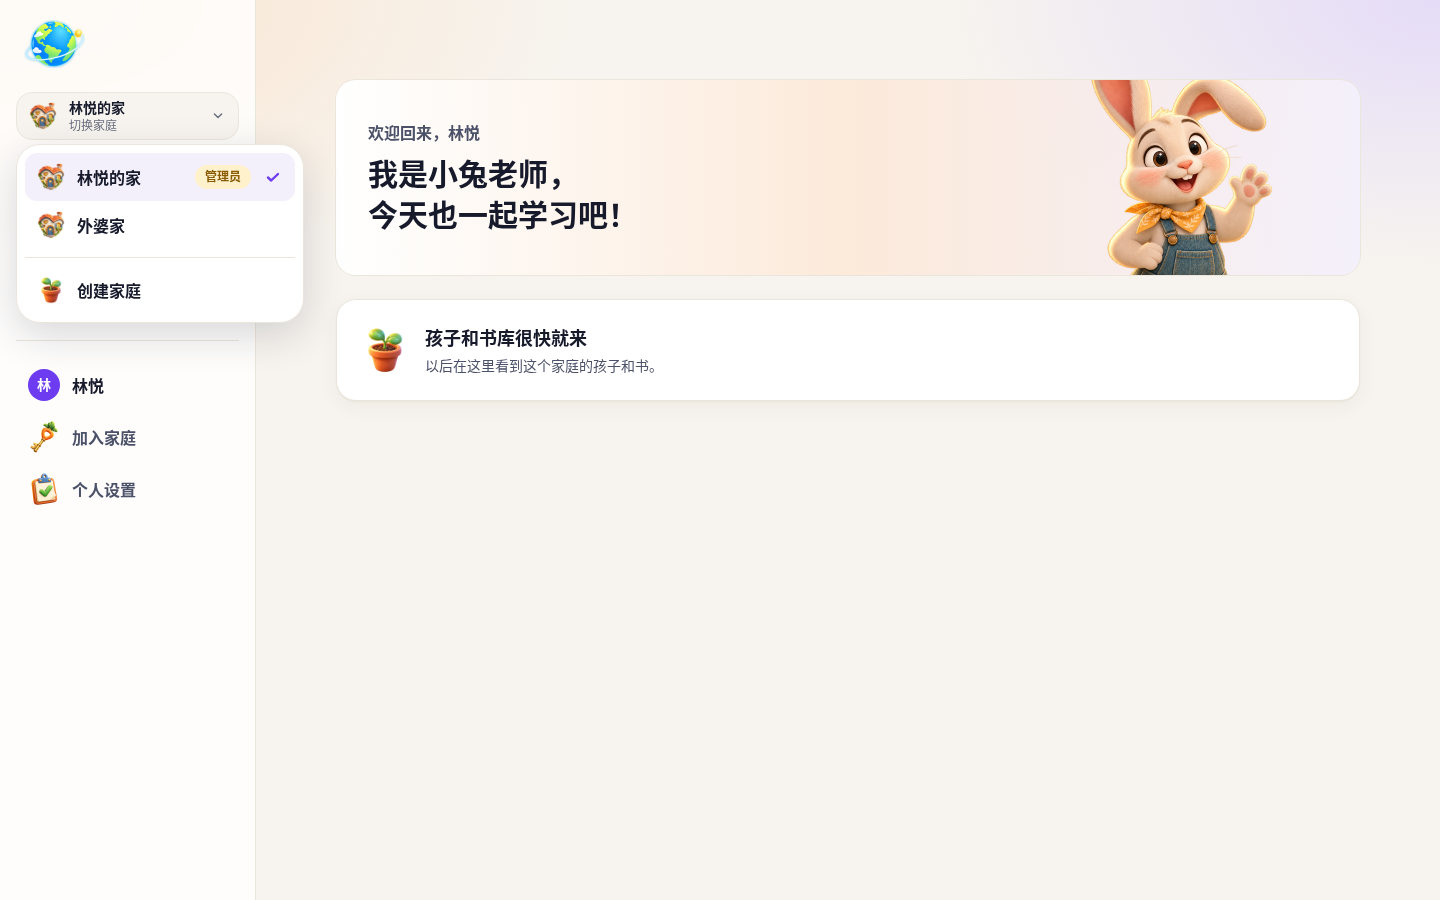 林悦的家
切换家庭
林悦的家 管理员
外婆家
创建家庭
林 林悦
加入家庭
个人设置
欢迎回来，林悦
我是小兔老师，
今天也一起学习吧！
孩子和书库很快就来
以后在这里看到这个家庭的孩子和书。